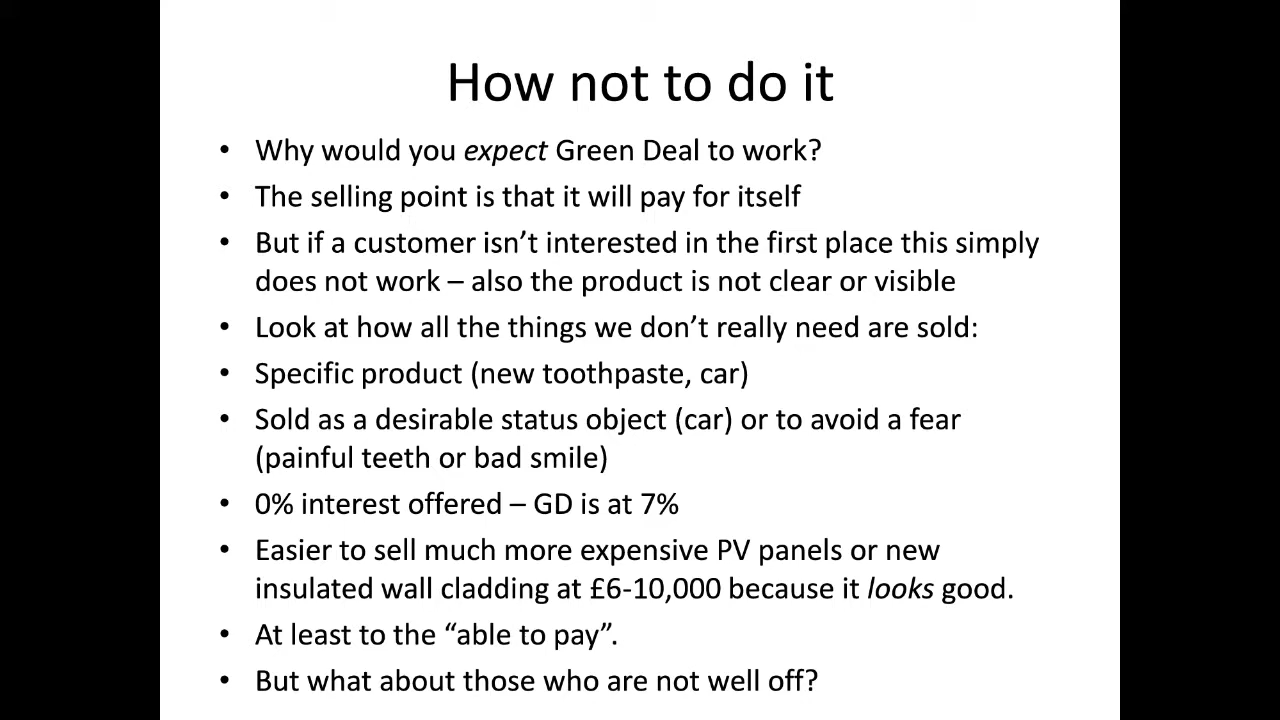 How not to do it
• Why would you expect Green Deal to work?
• The selling point is that it will pay for itself
• But if a customer isn’t interested in the first place this simply
does not work – also the product is not clear or visible
• Look at how all the things we don’t really need are sold:
• Specific product (new toothpaste, car)
• Sold as a desirable status object (car) or to avoid a fear
(painful teeth or bad smile)
• 0% interest offered – GD is at 7%
• Easier to sell much more expensive PV panels or new
insulated wall cladding at £6-10,000 because it looks good.
• At least to the “able to pay”.
• But what about those who are not well off?